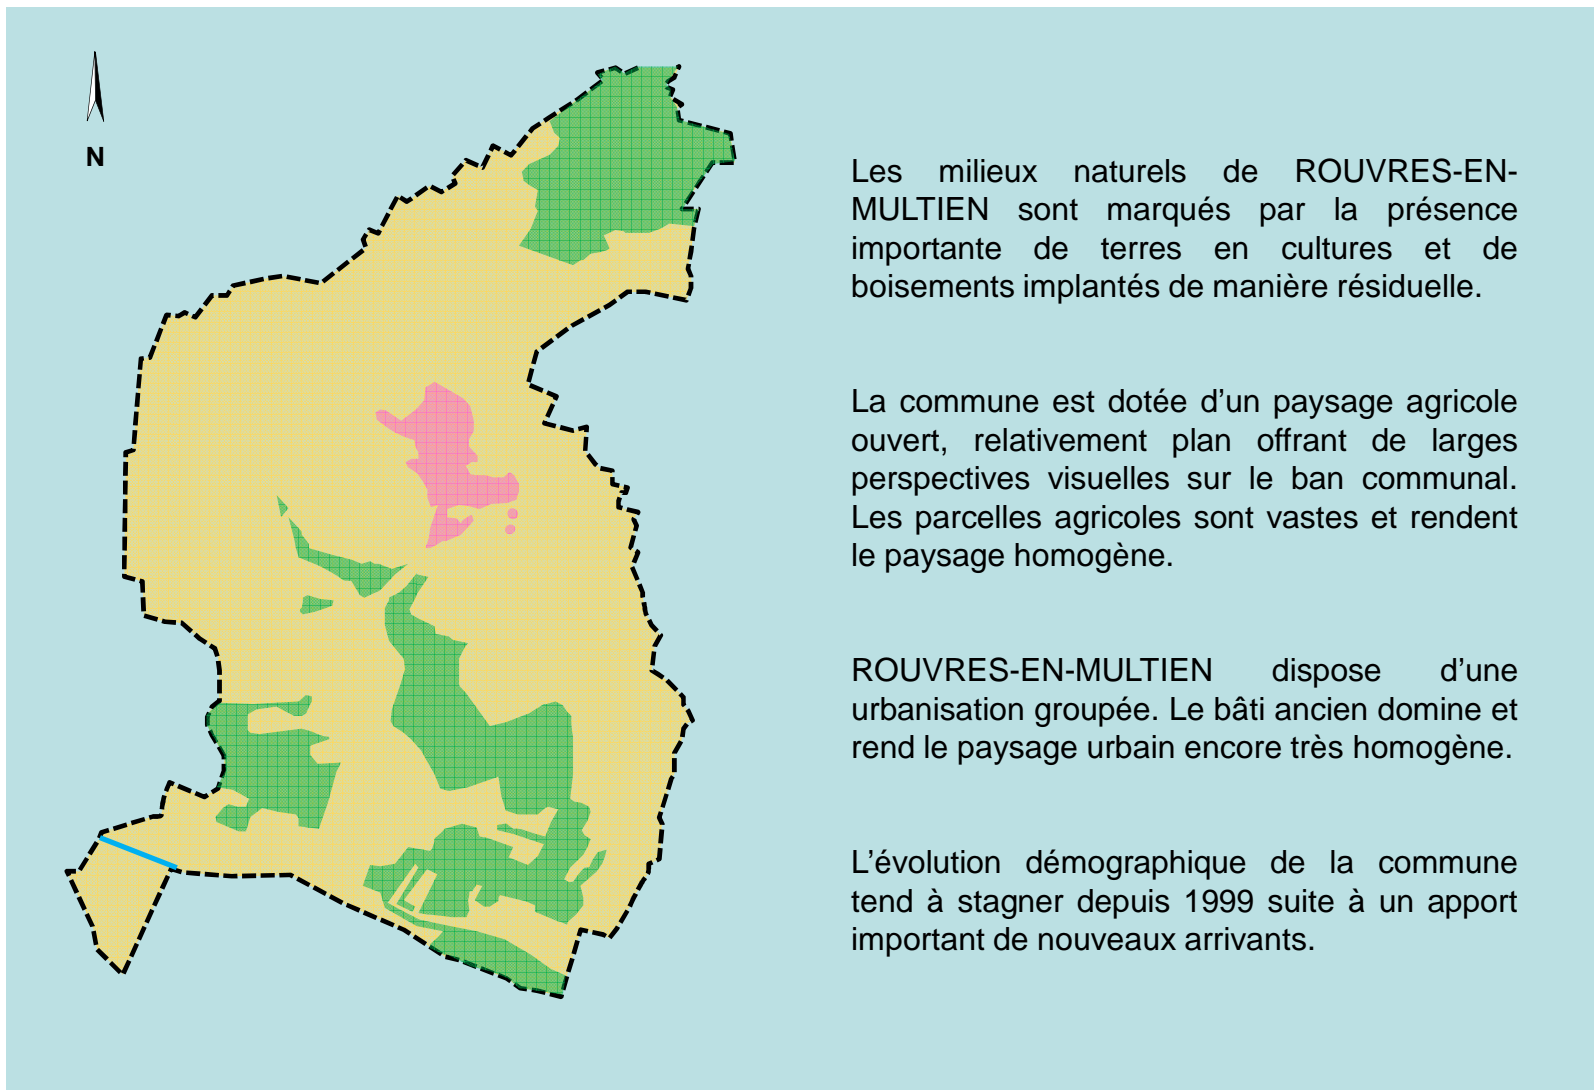 N
Les milieux naturels de ROUVRES-EN-
MULTIEN sont marqués par la présence
importante de terres en cultures et de
boisements implantés de manière résiduelle.
La commune est dotée d’un paysage agricole
ouvert, relativement plan offrant de larges
perspectives visuelles sur le ban communal.
Les parcelles agricoles sont vastes et rendent
le paysage homogène.
ROUVRES-EN-MULTIEN dispose d’une
urbanisation groupée. Le bâti ancien domine et
rend le paysage urbain encore très homogène.
L’évolution démographique de la commune
tend à stagner depuis 1999 suite à un apport
important de nouveaux arrivants.